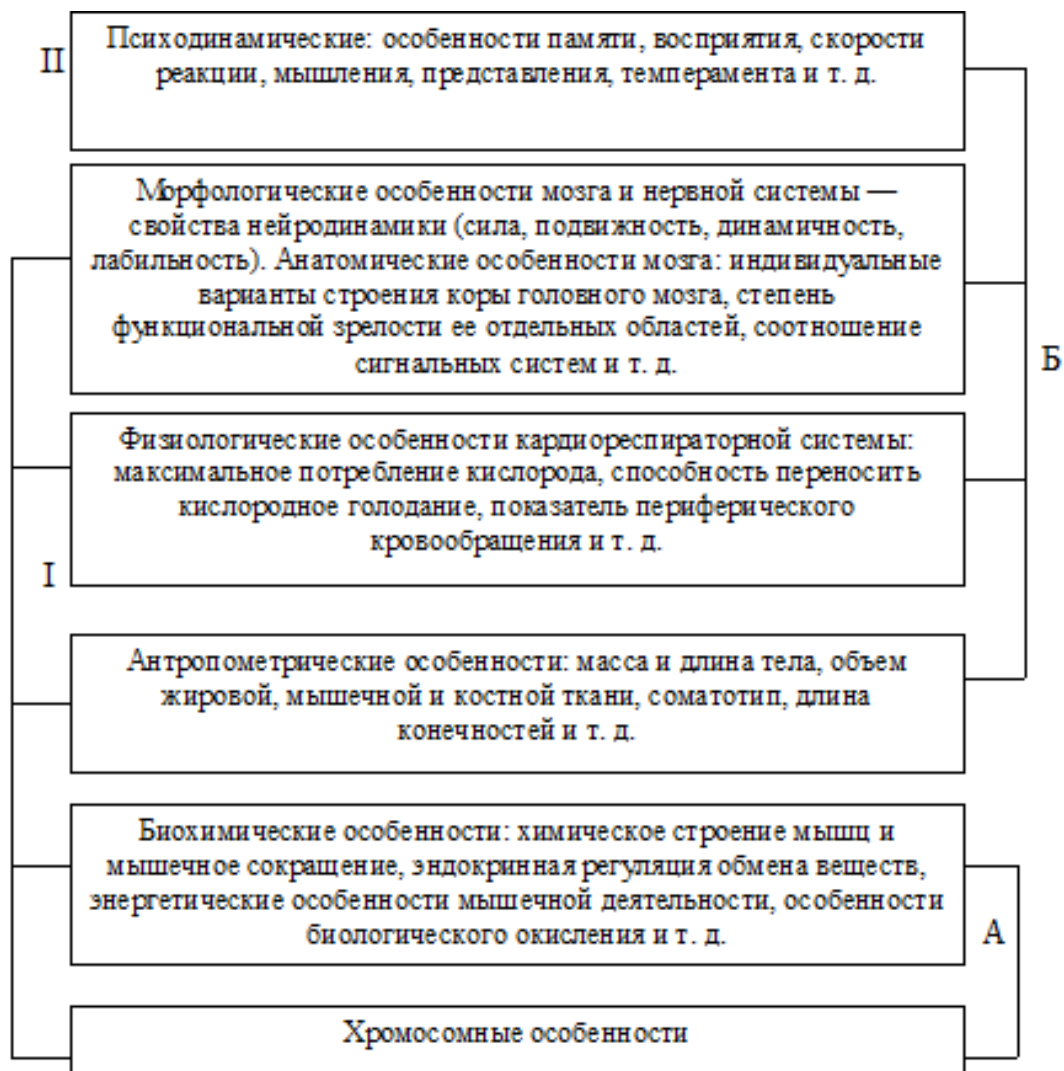 II
Психодинамические: особенности памяти, восприятия, скорости
реакции, мышления, представления, темперамента и т. д.
Морфологические особенности мозга и нервной системы —
свойства нейродинамики (сила, подвижность, динамичность,
лабильность). Анатомические особенности мозга: индивидуальные
варианты строения коры головного мозга, степень
функциональной зрелости ее отдельных областей, соотношение
сигнальных систем и т. д.
Б
Физиологические особенности кардиореспираторной системы:
максимальное потребление кислорода, способность переносить
кислородное голодание, показатель периферического
кровообращения и т. д.
I
Антропометрические особенности: масса и длина тела, объем
жировой, мышечной и костной ткани, соматотип, длина
конечностей и т. д.
Биохимические особенности: химическое строение мышц и
мышечное сокращение, эндокринная регуляция обмена веществ,
энергетические особенности мышечной деятельности, особенности
биологического окисления и т. д.
А
Хромосомные особенности